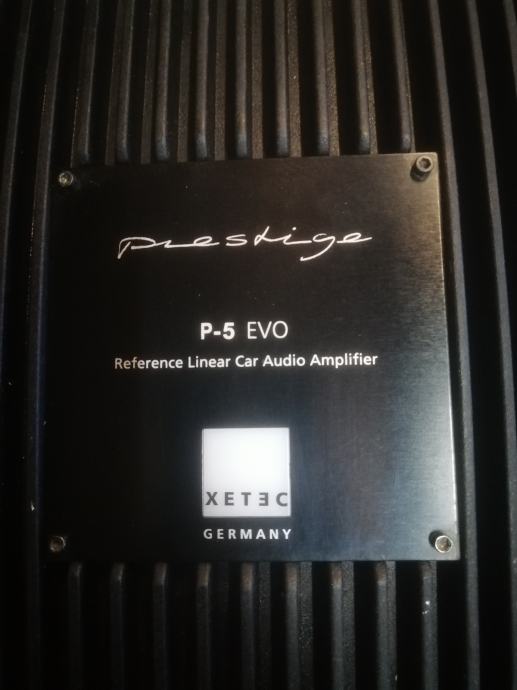 prestige
P-5 EVO
Reference Linear Car Audio Amplifier
XETEC
GERMANY